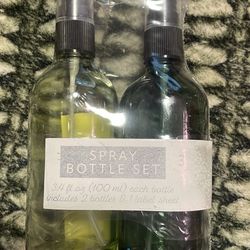 SPRAY
BOTTLE SET
3.4 fl oz (100 ml) each bottle
includes 2 bottles & 1 label sheet